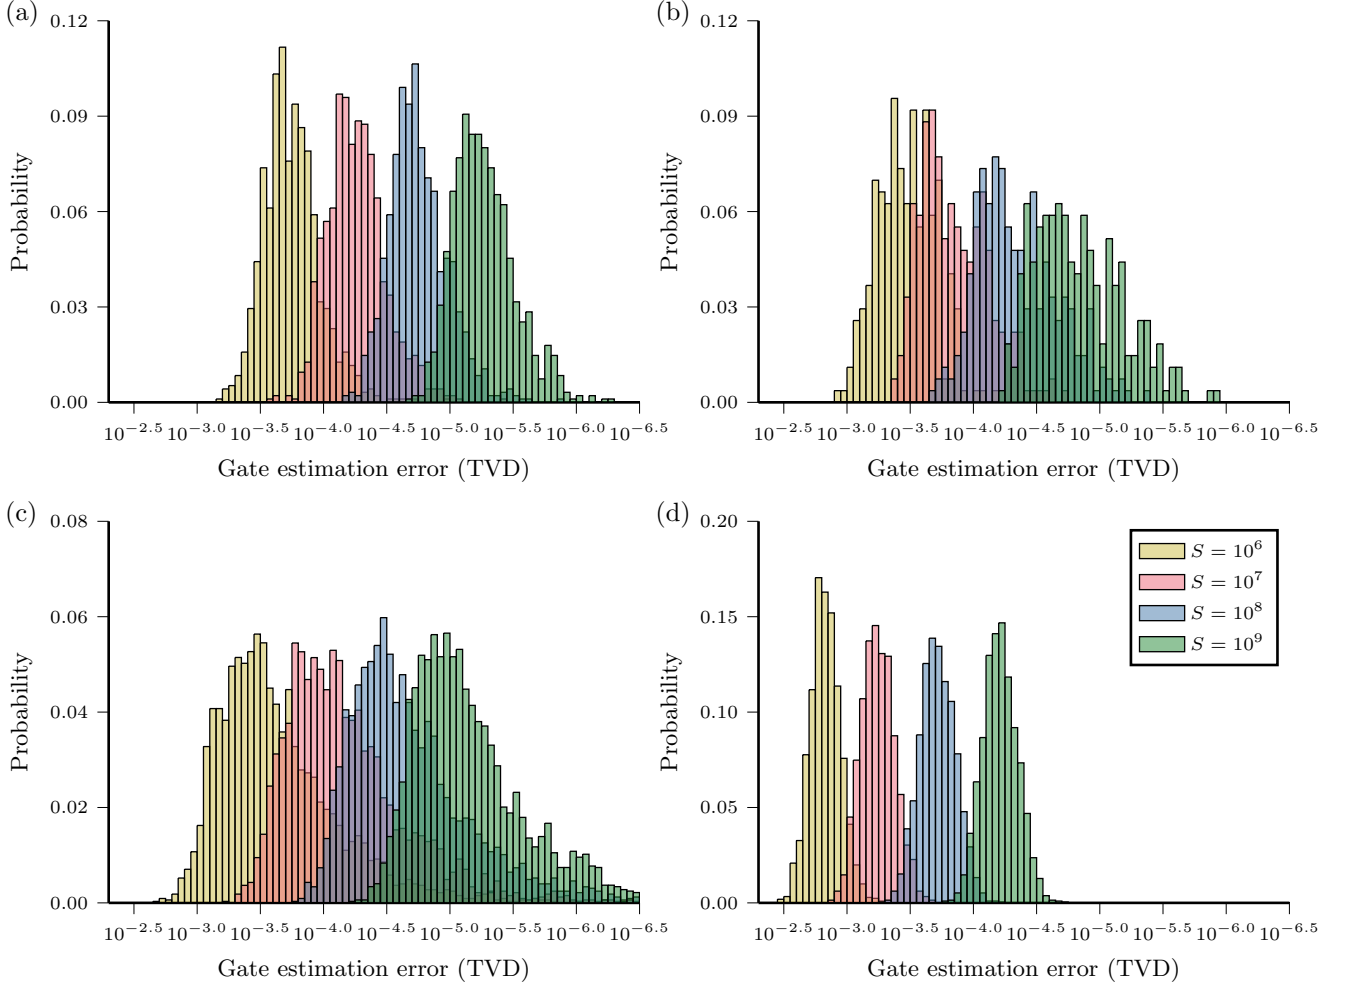 (a)
0.12
0.09
0.06
0.03
0.00
Probability
10^−2.5 10^−3.0 10^−3.5 10^−4.0 10^−4.5 10^−5.0 10^−5.5 10^−6.0 10^−6.5
Gate estimation error (TVD)
(b)
0.12
0.09
0.06
0.03
0.00
Probability
10^−2.5 10^−3.0 10^−3.5 10^−4.0 10^−4.5 10^−5.0 10^−5.5 10^−6.0 10^−6.5
Gate estimation error (TVD)
(c)
0.08
0.06
0.04
0.02
0.00
Probability
10^−2.5 10^−3.0 10^−3.5 10^−4.0 10^−4.5 10^−5.0 10^−5.5 10^−6.0 10^−6.5
Gate estimation error (TVD)
(d)
0.20
0.15
0.10
0.05
0.00
Probability
S = 10^6
S = 10^7
S = 10^8
S = 10^9
10^−2.5 10^−3.0 10^−3.5 10^−4.0 10^−4.5 10^−5.0 10^−5.5 10^−6.0 10^−6.5
Gate estimation error (TVD)